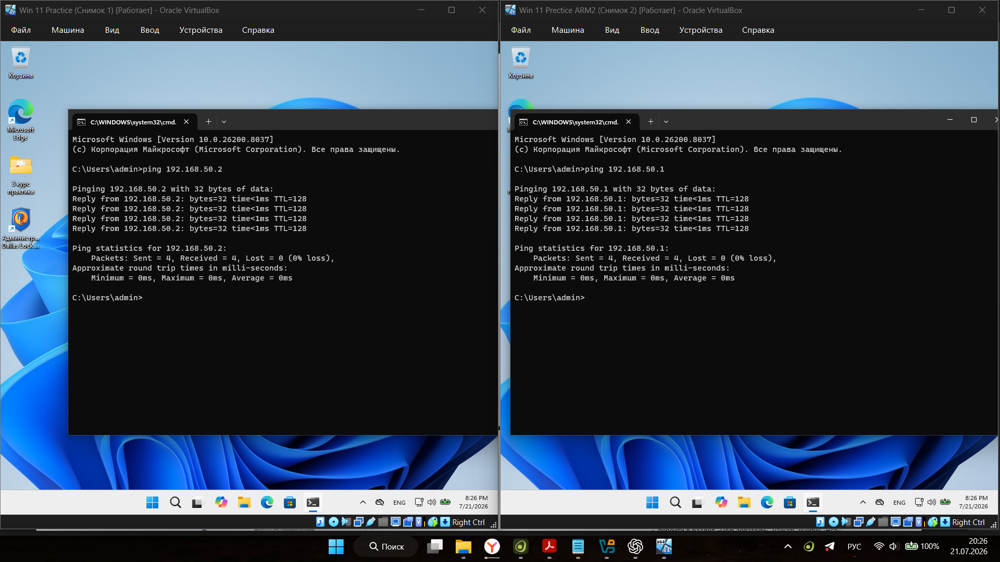 Win 11 Practice (Снимок 1) [Работает] - Oracle VirtualBox
Файл Машина Вид Ввод Устройства Справка
Корзина
Microsoft
Edge
3 курс
практика
Администр...
Dallas Lock ...
C:\WINDOWS\system32\cmd.
Microsoft Windows [Version 10.0.26200.8037]
(c) Корпорация Майкрософт (Microsoft Corporation). Все права защищены.
C:\Users\admin>ping 192.168.50.2
Pinging 192.168.50.2 with 32 bytes of data:
Reply from 192.168.50.2: bytes=32 time<1ms TTL=128
Reply from 192.168.50.2: bytes=32 time<1ms TTL=128
Reply from 192.168.50.2: bytes=32 time<1ms TTL=128
Reply from 192.168.50.2: bytes=32 time<1ms TTL=128
Ping statistics for 192.168.50.2:
Packets: Sent = 4, Received = 4, Lost = 0 (0% loss),
Approximate round trip times in milli-seconds:
Minimum = 0ms, Maximum = 0ms, Average = 0ms
C:\Users\admin>
ENG
8:26 PM
7/21/2026
Right Ctrl
Win 11 Prectice ARM2 (Снимок 2) [Работает] - Oracle VirtualBox
Файл Машина Вид Ввод Устройства Справка
Корзина
C:\WINDOWS\system32\cmd.
Microsoft Windows [Version 10.0.26200.8037]
(c) Корпорация Майкрософт (Microsoft Corporation). Все права защищены.
C:\Users\admin>ping 192.168.50.1
Pinging 192.168.50.1 with 32 bytes of data:
Reply from 192.168.50.1: bytes=32 time<1ms TTL=128
Reply from 192.168.50.1: bytes=32 time<1ms TTL=128
Reply from 192.168.50.1: bytes=32 time<1ms TTL=128
Reply from 192.168.50.1: bytes=32 time<1ms TTL=128
Ping statistics for 192.168.50.1:
Packets: Sent = 4, Received = 4, Lost = 0 (0% loss),
Approximate round trip times in milli-seconds:
Minimum = 0ms, Maximum = 0ms, Average = 0ms
C:\Users\admin>
ENG
8:26 PM
7/21/2026
Right Ctrl
Поиск
РУС
100%
20:26
21.07.2026